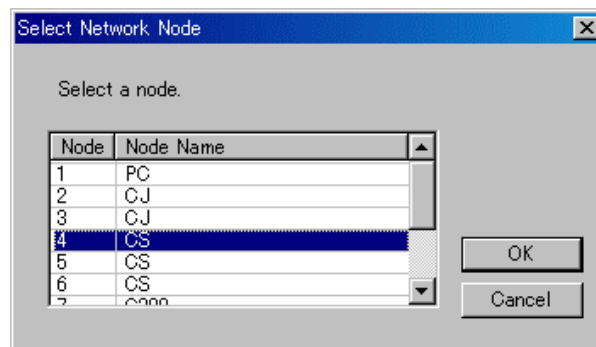 Select Network Node
Select a node.
Node Node Name
1 PC
2 CJ
3 CJ
4 CS
5 CS
6 CS
OK
Cancel